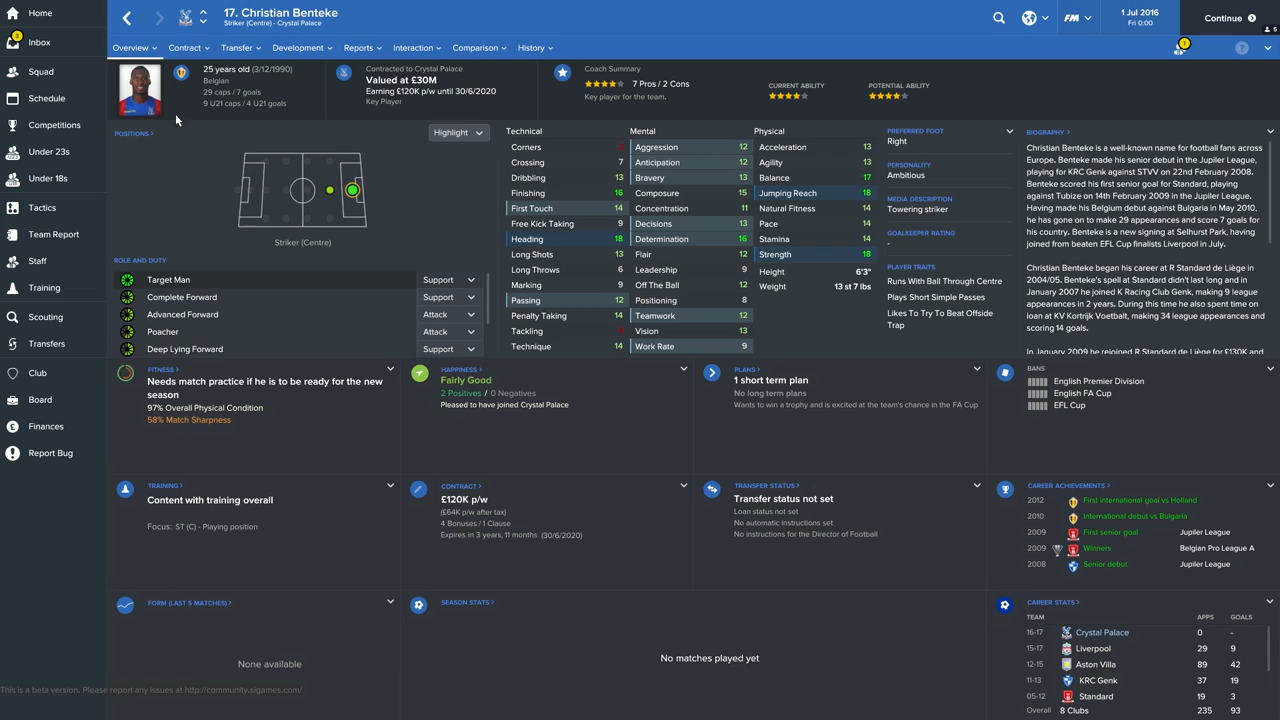 Home
3
Inbox
Squad
Schedule
Competitions
Under 23s
Under 18s
Tactics
Team Report
Staff
Training
Scouting
Transfers
Club
Board
Finances
Report Bug
17. Christian Benteke
Striker (Centre) - Crystal Palace
FM
1 Jul 2016
Fri 0:00
Continue
5
Overview
Contract
Transfer
Development
Reports
Interaction
Comparison
History
1
?
25 years old (3/12/1990)
Belgian
29 caps / 7 goals
9 U21 caps / 4 U21 goals
Contracted to Crystal Palace
Valued at £30M
Earning £120K p/w until 30/6/2020
Key Player
Coach Summary
7 Pros / 2 Cons
Key player for the team.
CURRENT ABILITY
POTENTIAL ABILITY
POSITIONS >
Highlight
Striker (Centre)
ROLE AND DUTY
Target Man Support
Complete Forward Support
Advanced Forward Attack
Poacher Attack
Deep Lying Forward Support
Technical
Corners
Crossing 7
Dribbling 13
Finishing 16
First Touch 14
Free Kick Taking 9
Heading 18
Long Shots 13
Long Throws 6
Marking 9
Passing 12
Penalty Taking 14
Tackling
Technique 14
Mental
Aggression 12
Anticipation 12
Bravery 13
Composure 15
Concentration 11
Decisions 13
Determination 16
Flair 12
Leadership 9
Off The Ball 12
Positioning 8
Teamwork 12
Vision 13
Work Rate 9
Physical
Acceleration 13
Agility 13
Balance 17
Jumping Reach 18
Natural Fitness 14
Pace 14
Stamina 14
Strength 18
Height 6'3"
Weight 13 st 7 lbs
PREFERRED FOOT
Right
PERSONALITY
Ambitious
MEDIA DESCRIPTION
Towering striker
GOALKEEPER RATING
-
PLAYER TRAITS
Runs With Ball Through Centre
Plays Short Simple Passes
Likes To Try To Beat Offside
Trap
BIOGRAPHY >
Christian Benteke is a well-known name for football fans across
Europe. Benteke made his senior debut in the Jupiler League,
playing for KRC Genk against STVV on 22nd February 2008.
Benteke scored his first senior goal for Standard, playing
against Tubize on 14th February 2009 in the Jupiler League.
Having made his Belgium debut against Bulgaria in May 2010,
he has gone on to make 29 appearances and score 7 goals for
his country. Benteke is a new signing at Selhurst Park, having
joined from beaten EFL Cup finalists Liverpool in July.
Christian Benteke began his career at R Standard de Liège in
2004/05. Benteke's spell at Standard didn't last long and in
January 2007 he joined K Racing Club Genk, making 9 league
appearances in 2 years. During this time he also spent time on
loan at KV Kortrijk Voetbalt, making 34 league appearances and
scoring 14 goals.
In January 2009 he rejoined R Standard de Liège for £130K and
FITNESS >
Needs match practice if he is to be ready for the new
season
97% Overall Physical Condition
58% Match Sharpness
HAPPINESS >
Fairly Good
2 Positives / 0 Negatives
Pleased to have joined Crystal Palace
PLANS >
1 short term plan
No long term plans
Wants to win a trophy and is excited at the team's chance in the FA Cup
BANS
English Premier Division
English FA Cup
EFL Cup
TRAINING >
Content with training overall
Focus: ST (C) - Playing position
CONTRACT >
£120K p/w
(£64K p/w after tax)
4 Bonuses / 1 Clause
Expires in 3 years, 11 months (30/6/2020)
TRANSFER STATUS >
Transfer status not set
Loan status not set
No automatic instructions set
No instructions for the Director of Football
CAREER ACHIEVEMENTS >
2012 First international goal vs Holland
2010 International debut vs Bulgaria
2009 First senior goal Jupiler League
2009 Winners Belgian Pro League A
2008 Senior debut Jupiler League
FORM (LAST 5 MATCHES) >
None available
SEASON STATS >
No matches played yet
CAREER STATS >
TEAM APPS GOALS
16-17 Crystal Palace 0 -
15-17 Liverpool 29 9
12-15 Aston Villa 89 42
11-13 KRC Genk 37 19
05-12 Standard 19 3
Overall 8 Clubs 235 93
This is a beta version. Please report any issues at http://community.sigames.com/